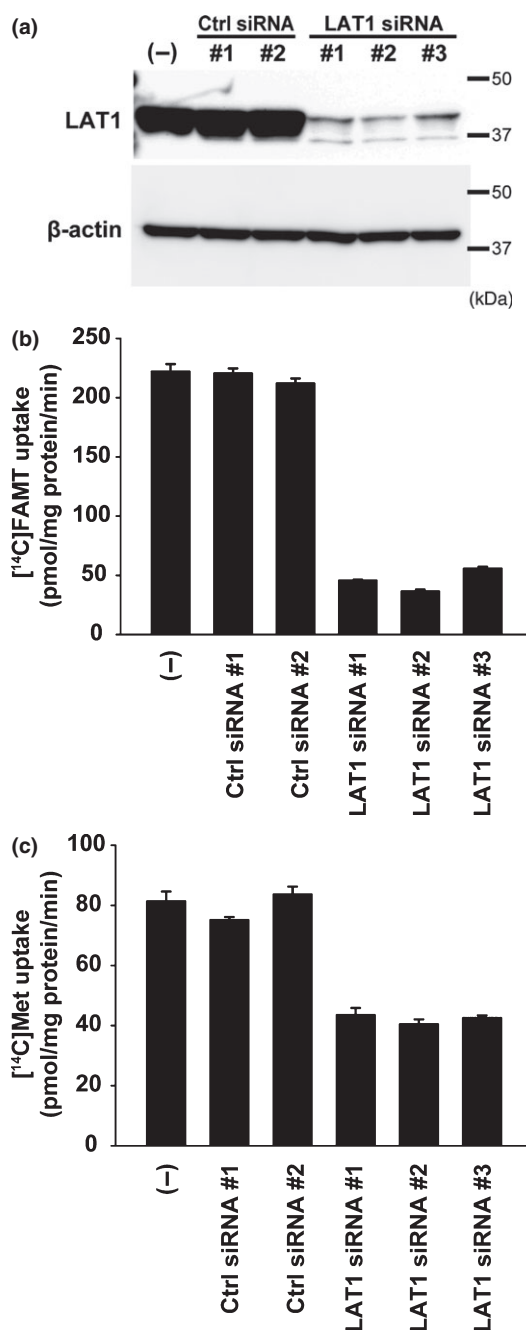 (a)
Ctrl siRNA LAT1 siRNA
(–) #1 #2 #1 #2 #3
50
LAT1
37
50
β-actin
37
(kDa)
(b)
[¹⁴C]FAMT uptake
(pmol/mg protein/min)
250
200
150
100
50
0
(–)
Ctrl siRNA #1
Ctrl siRNA #2
LAT1 siRNA #1
LAT1 siRNA #2
LAT1 siRNA #3
(c)
[¹⁴C]Met uptake
(pmol/mg protein/min)
100
80
60
40
20
0
(–)
Ctrl siRNA #1
Ctrl siRNA #2
LAT1 siRNA #1
LAT1 siRNA #2
LAT1 siRNA #3